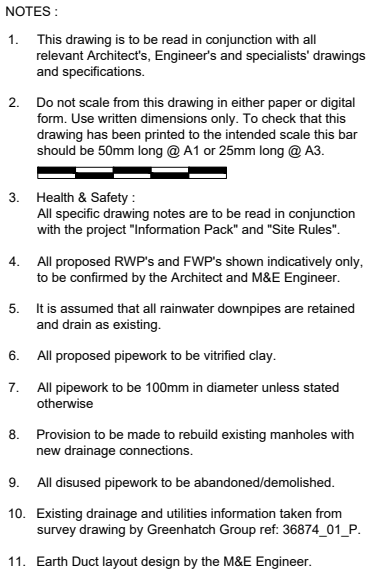 NOTES :
1. This drawing is to be read in conjunction with all
relevant Architect's, Engineer's and specialists' drawings
and specifications.
2. Do not scale from this drawing in either paper or digital
form. Use written dimensions only. To check that this
drawing has been printed to the intended scale this bar
should be 50mm long @ A1 or 25mm long @ A3.
3. Health & Safety :
All specific drawing notes are to be read in conjunction
with the project "Information Pack" and "Site Rules".
4. All proposed RWP's and FWP's shown indicatively only,
to be confirmed by the Architect and M&E Engineer.
5. It is assumed that all rainwater downpipes are retained
and drain as existing.
6. All proposed pipework to be vitrified clay.
7. All pipework to be 100mm in diameter unless stated
otherwise
8. Provision to be made to rebuild existing manholes with
new drainage connections.
9. All disused pipework to be abandoned/demolished.
10. Existing drainage and utilities information taken from
survey drawing by Greenhatch Group ref: 36874_01_P.
11. Earth Duct layout design by the M&E Engineer.